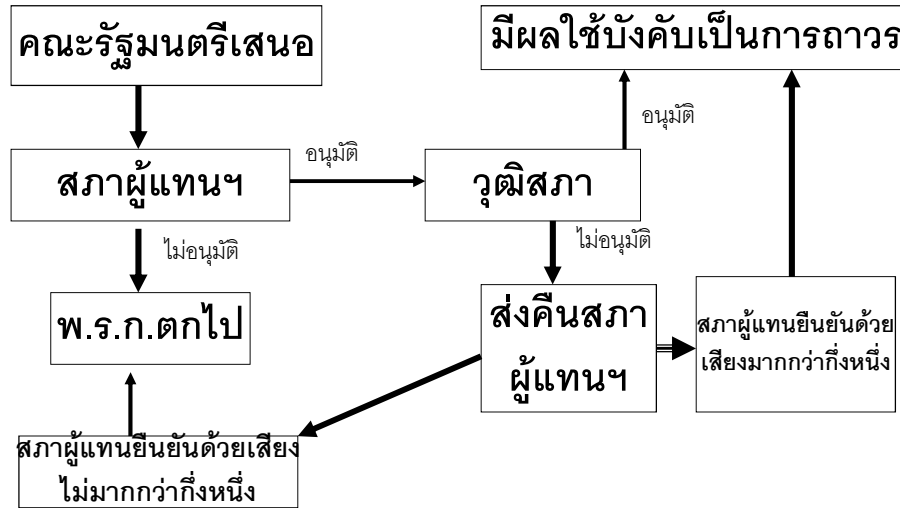 คณะรัฐมนตรีเสนอ
มีผลใช้บังคับเป็นการถาวร
อนุมัติ
สภาผู้แทนฯ
อนุมัติ
วุฒิสภา
ไม่อนุมัติ
ไม่อนุมัติ
พ.ร.ก.ตกไป
ส่งคืนสภา
ผู้แทนฯ
สภาผู้แทนยืนยันด้วย
เสียงมากกว่ากึ่งหนึ่ง
สภาผู้แทนยืนยันด้วยเสียง
ไม่มากกว่ากึ่งหนึ่ง